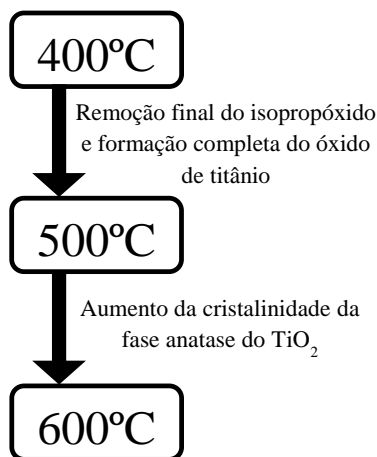 400ºC
Remoção final do isopropóxido
e formação completa do óxido
de titânio
500ºC
Aumento da cristalinidade da
fase anatase do TiO₂
600ºC